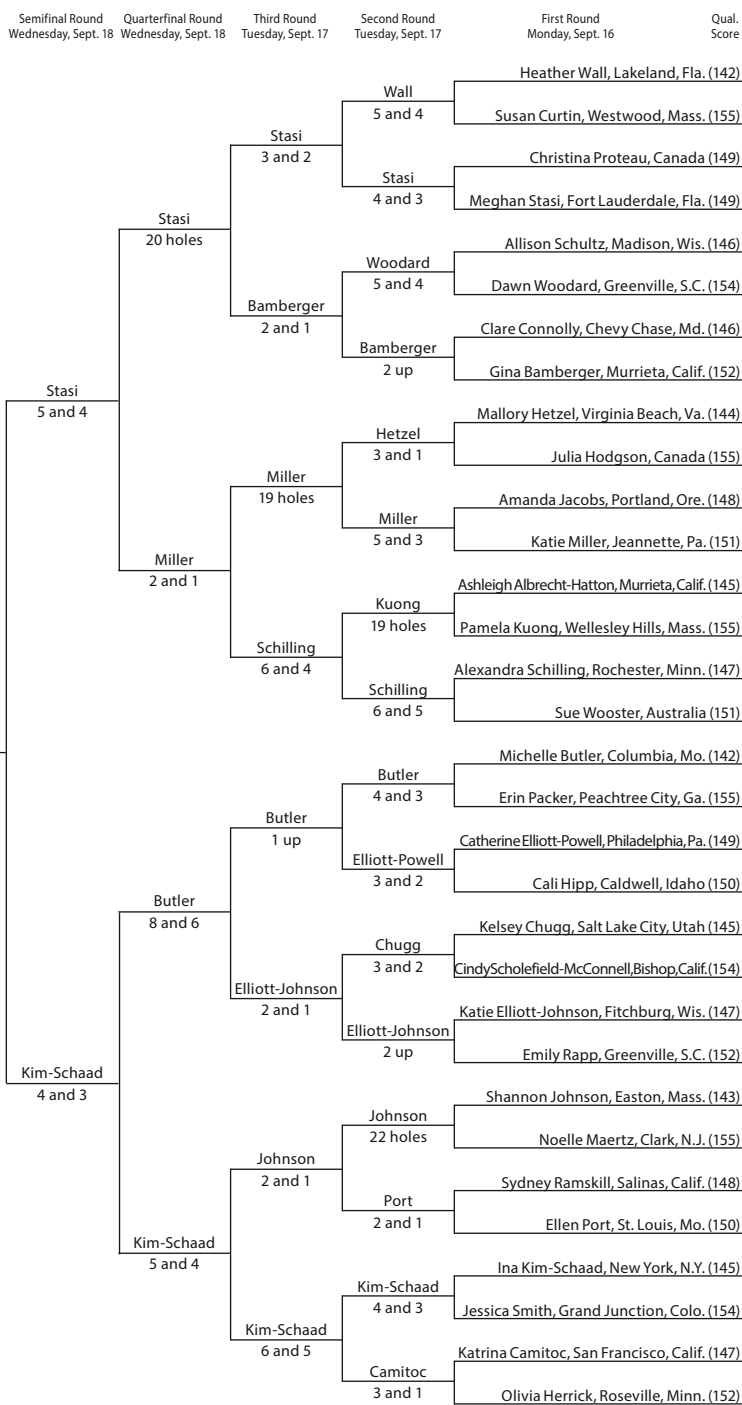 Semifinal Round
Wednesday, Sept. 18
Quarterfinal Round
Wednesday, Sept. 18
Third Round
Tuesday, Sept. 17
Second Round
Tuesday, Sept. 17
First Round
Monday, Sept. 16
Qual.
Score
Heather Wall, Lakeland, Fla. (142)
Wall
5 and 4
Susan Curtin, Westwood, Mass. (155)
Stasi
3 and 2
Christina Proteau, Canada (149)
Stasi
4 and 3
Meghan Stasi, Fort Lauderdale, Fla. (149)
Stasi
20 holes
Allison Schultz, Madison, Wis. (146)
Woodard
5 and 4
Dawn Woodard, Greenville, S.C. (154)
Bamberger
2 and 1
Clare Connolly, Chevy Chase, Md. (146)
Bamberger
2 up
Gina Bamberger, Murrieta, Calif. (152)
Stasi
5 and 4
Mallory Hetzel, Virginia Beach, Va. (144)
Hetzel
3 and 1
Julia Hodgson, Canada (155)
Miller
19 holes
Amanda Jacobs, Portland, Ore. (148)
Miller
5 and 3
Katie Miller, Jeannette, Pa. (151)
Miller
2 and 1
Ashleigh Albrecht-Hatton, Murrieta, Calif. (145)
Kuong
19 holes
Pamela Kuong, Wellesley Hills, Mass. (155)
Schilling
6 and 4
Alexandra Schilling, Rochester, Minn. (147)
Schilling
6 and 5
Sue Wooster, Australia (151)
Michelle Butler, Columbia, Mo. (142)
Butler
4 and 3
Erin Packer, Peachtree City, Ga. (155)
Butler
1 up
Catherine Elliott-Powell, Philadelphia, Pa. (149)
Elliott-Powell
3 and 2
Cali Hipp, Caldwell, Idaho (150)
Butler
8 and 6
Kelsey Chugg, Salt Lake City, Utah (145)
Chugg
3 and 2
Cindy Scholefield-McConnell, Bishop, Calif. (154)
Elliott-Johnson
2 and 1
Katie Elliott-Johnson, Fitchburg, Wis. (147)
Elliott-Johnson
2 up
Emily Rapp, Greenville, S.C. (152)
Kim-Schaad
4 and 3
Shannon Johnson, Easton, Mass. (143)
Johnson
22 holes
Noelle Maertz, Clark, N.J. (155)
Johnson
2 and 1
Sydney Ramskill, Salinas, Calif. (148)
Port
2 and 1
Ellen Port, St. Louis, Mo. (150)
Kim-Schaad
5 and 4
Ina Kim-Schaad, New York, N.Y. (145)
Kim-Schaad
4 and 3
Jessica Smith, Grand Junction, Colo. (154)
Kim-Schaad
6 and 5
Katrina Camitoc, San Francisco, Calif. (147)
Camitoc
3 and 1
Olivia Herrick, Roseville, Minn. (152)